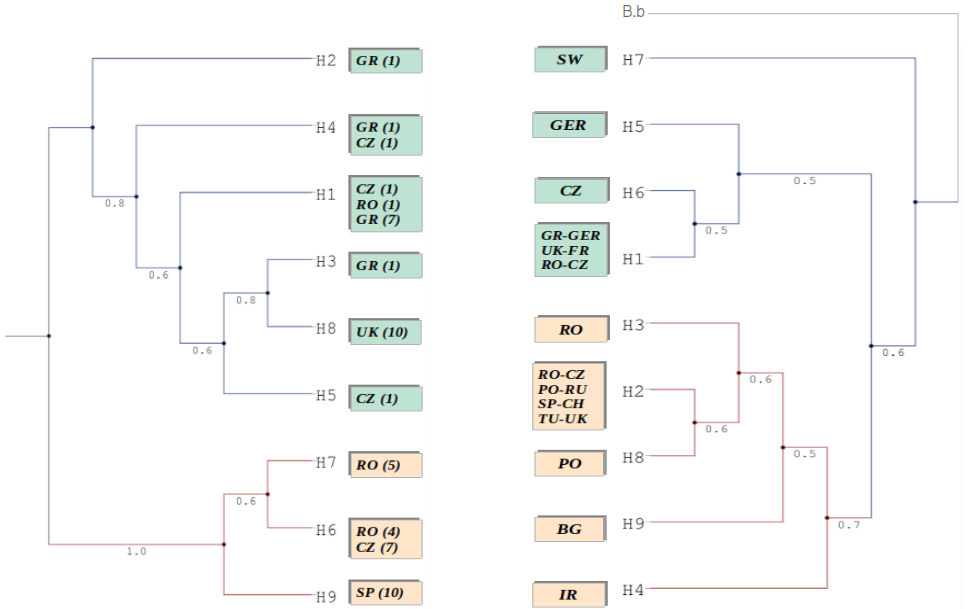 B.b
H2 GR (1)
SW H7
H4 GR (1)
CZ (1)
GER H5
0.8
0.5
H1 CZ (1)
RO (1)
GR (7)
CZ H6
0.5
GR-GER
UK-FR
RO-CZ
H1
H3 GR (1)
0.6
0.8
H8 UK (10)
RO H3
0.6
0.6
H5 CZ (1)
0.6
RO-CZ
PO-RU
SP-CH
TU-UK
H2
0.6
H7 RO (5)
PO H8
0.5
0.6
H6 RO (4)
CZ (7)
BG H9
0.7
1.0
H9 SP (10)
IR H4